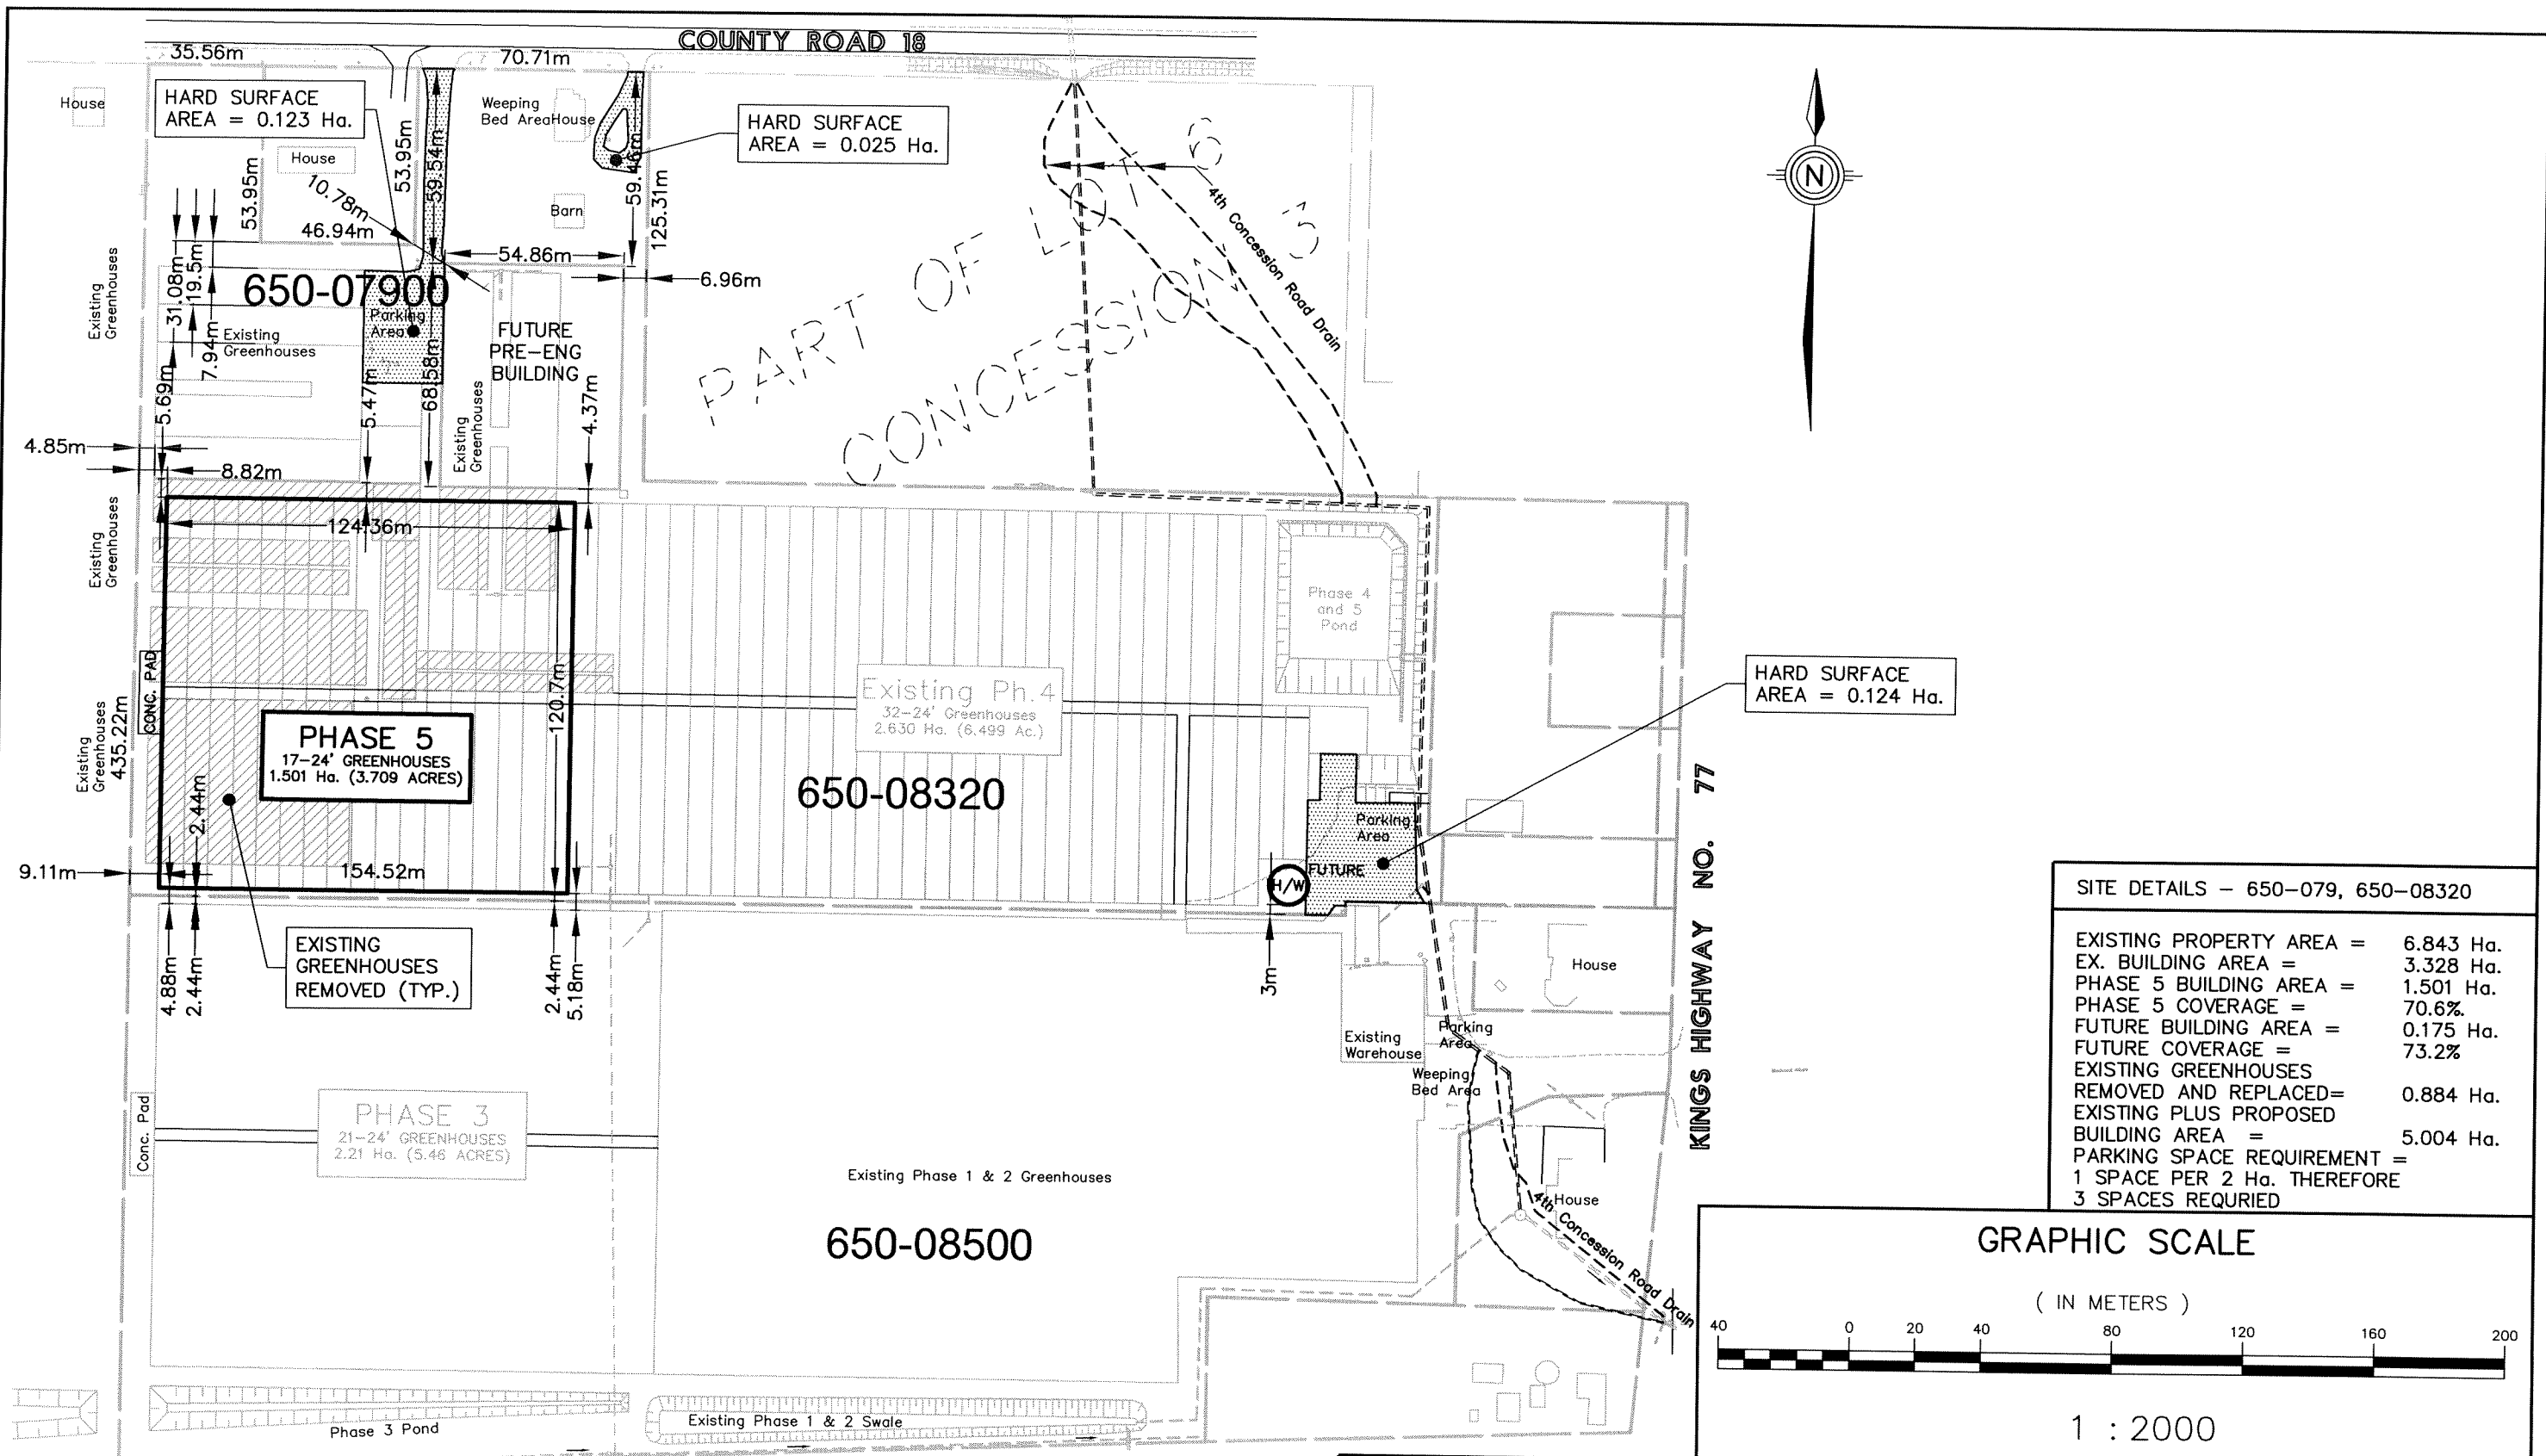 COUNTY ROAD 18
35.56m
70.71m
House
HARD SURFACE
AREA = 0.123 Ha.
Weeping
Bed Area
House
HARD SURFACE
AREA = 0.025 Ha.
House
53.95m
53.95m
59.54m
59.46m
125.31m
10.78m
46.94m
Barn
54.86m
6.96m
PART OF LOT 6
CONCESSION 3
4th Concession Road Drain
N
Existing
Greenhouses
31.08m
19.5m
7.94m
650-07900
Parking
Area
Existing
Greenhouses
FUTURE
PRE-ENG
BUILDING
5.69m
5.47m
68.58m
Existing
Greenhouses
4.37m
4.85m
8.82m
Existing
Greenhouses
124.36m
120.7m
Phase 4
and 5
Pond
Existing Ph.4
32-24' Greenhouses
2.630 Ha. (6.499 Ac.)
650-08320
CONC. PAD
Existing
Greenhouses
435.22m
PHASE 5
17-24' GREENHOUSES
1.501 Ha. (3.709 ACRES)
2.44m
154.52m
9.11m
HARD SURFACE
AREA = 0.124 Ha.
Parking
Area
FUTURE
H/W
KINGS HIGHWAY NO. 77
4.88m
2.44m
EXISTING
GREENHOUSES
REMOVED (TYP.)
2.44m
5.18m
3m
House
Existing
Warehouse
Parking
Area
Weeping
Bed Area
SITE DETAILS – 650-079, 650-08320
EXISTING PROPERTY AREA = 6.843 Ha.
EX. BUILDING AREA = 3.328 Ha.
PHASE 5 BUILDING AREA = 1.501 Ha.
PHASE 5 COVERAGE = 70.6%.
FUTURE BUILDING AREA = 0.175 Ha.
FUTURE COVERAGE = 73.2%
EXISTING GREENHOUSES
REMOVED AND REPLACED= 0.884 Ha.
EXISTING PLUS PROPOSED
BUILDING AREA = 5.004 Ha.
PARKING SPACE REQUIREMENT =
1 SPACE PER 2 Ha. THEREFORE
3 SPACES REQURIED
Conc. Pad
PHASE 3
21-24' GREENHOUSES
2.21 Ha. (5.46 ACRES)
Existing Phase 1 & 2 Greenhouses
650-08500
House
4th Concession Road Drain
Phase 3 Pond
Existing Phase 1 & 2 Swale
GRAPHIC SCALE
( IN METERS )
40 0 20 40 80 120 160 200
1 : 2000